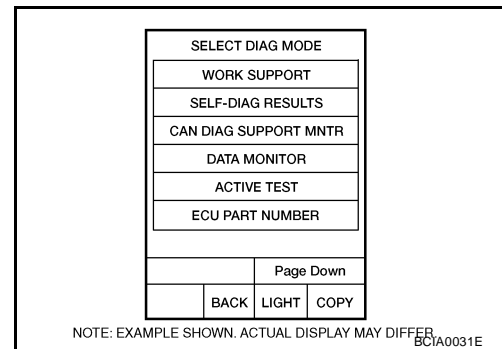 SELECT DIAG MODE
WORK SUPPORT
SELF-DIAG RESULTS
CAN DIAG SUPPORT MNTR
DATA MONITOR
ACTIVE TEST
ECU PART NUMBER
Page Down
BACK LIGHT COPY
NOTE: EXAMPLE SHOWN. ACTUAL DISPLAY MAY DIFFER.
BCIA0031E